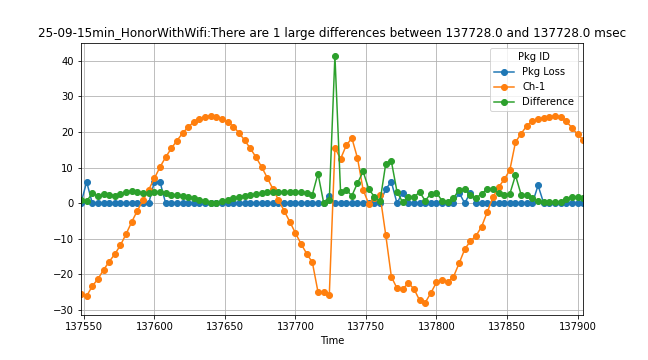 25-09-15min_HonorWithWifi:There are 1 large differences between 137728.0 and 137728.0 msec
Pkg ID
Pkg Loss
Ch-1
Difference
40
30
20
10
0
−10
−20
−30
137550 137600 137650 137700 137750 137800 137850 137900
Time